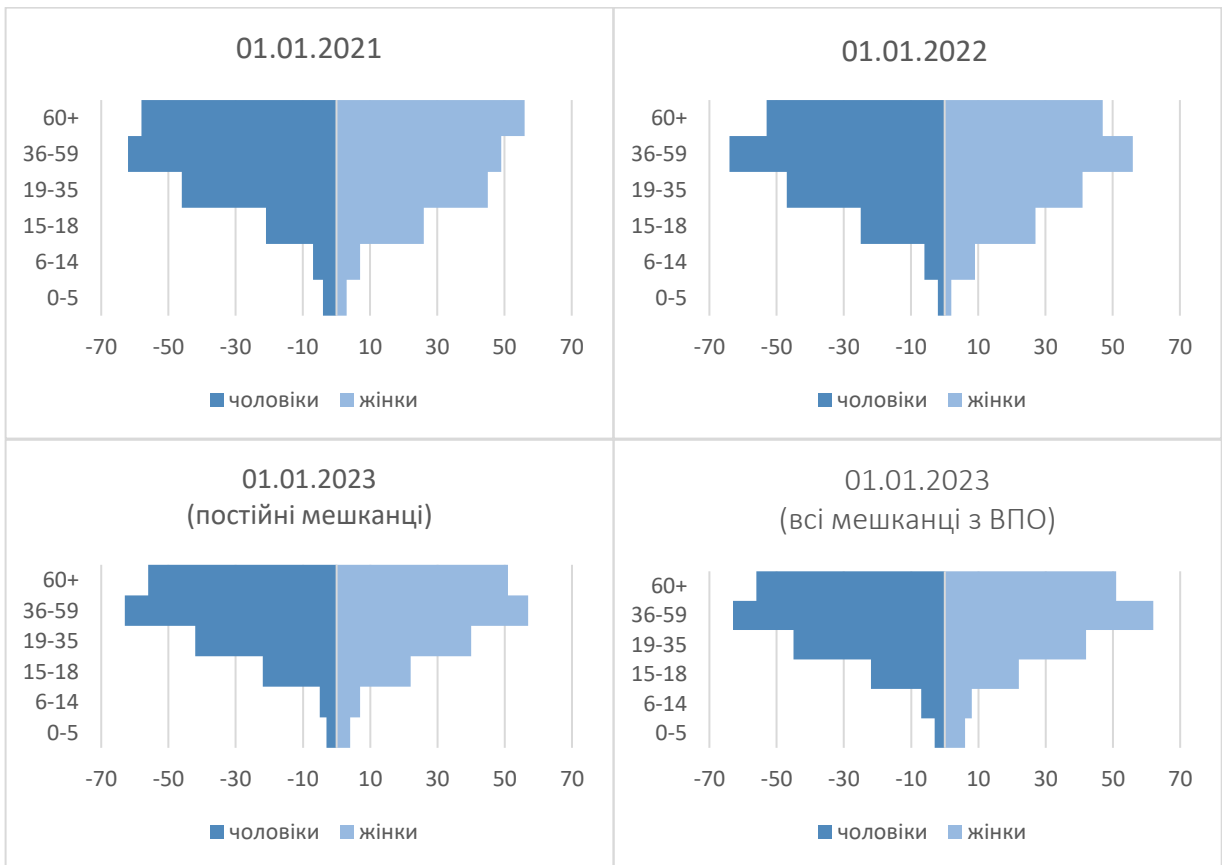 01.01.2021
60+
36-59
19-35
15-18
6-14
0-5
-70 -50 -30 -10 10 30 50 70
чоловіки жінки
01.01.2022
60+
36-59
19-35
15-18
6-14
0-5
-70 -50 -30 -10 10 30 50 70
чоловіки жінки
01.01.2023
(постійні мешканці)
60+
36-59
19-35
15-18
6-14
0-5
-70 -50 -30 -10 10 30 50 70
чоловіки жінки
01.01.2023
(всі мешканці з ВПО)
60+
36-59
19-35
15-18
6-14
0-5
-70 -50 -30 -10 10 30 50 70
чоловіки жінки